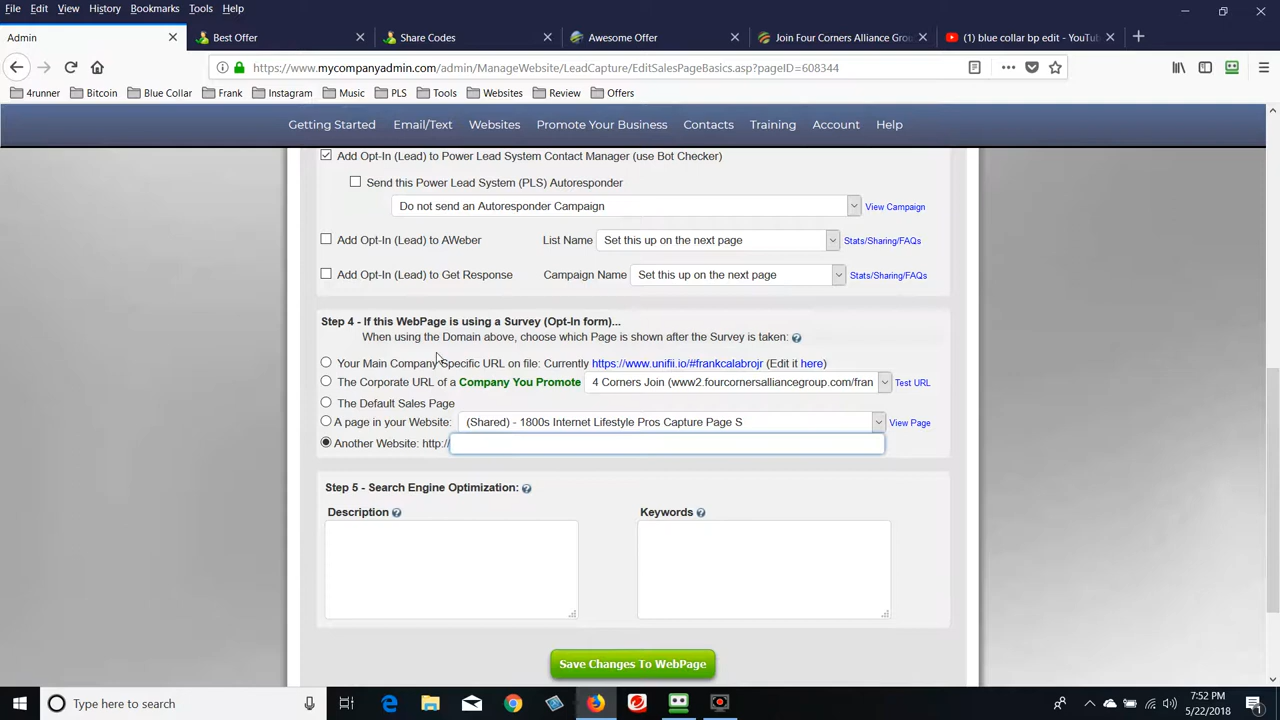 File Edit View History Bookmarks Tools Help
Admin Best Offer Share Codes Awesome Offer Join Four Corners Alliance Grou (1) blue collar bp edit - YouTube
https://www.mycompanyadmin.com/admin/ManageWebsite/LeadCapture/EditSalesPageBasics.asp?pageID=608344
4runner Bitcoin Blue Collar Frank Instagram Music PLS Tools Websites Review Offers
Getting Started Email/Text Websites Promote Your Business Contacts Training Account Help
Add Opt-In (Lead) to Power Lead System Contact Manager (use Bot Checker)
Send this Power Lead System (PLS) Autoresponder
Do not send an Autoresponder Campaign View Campaign
Add Opt-In (Lead) to AWeber List Name Set this up on the next page Stats/Sharing/FAQs
Add Opt-In (Lead) to Get Response Campaign Name Set this up on the next page Stats/Sharing/FAQs
Step 4 - If this WebPage is using a Survey (Opt-In form)...
When using the Domain above, choose which Page is shown after the Survey is taken:
Your Main Company Specific URL on file: Currently https://www.unifii.io/#frankcalabrojr (Edit it here)
The Corporate URL of a Company You Promote 4 Corners Join (www2.fourcornersalliancegroup.com/fran Test URL
The Default Sales Page
A page in your Website: (Shared) - 1800s Internet Lifestyle Pros Capture Page S View Page
Another Website: http://
Step 5 - Search Engine Optimization:
Description Keywords
Save Changes To WebPage
Type here to search
7:52 PM
5/22/2018